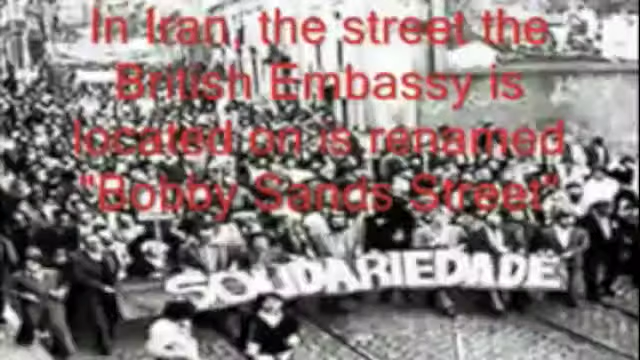 In Iran, the street the
British Embassy is
located on is renamed
"Bobby Sands Street"
SOLIDARIEDADE